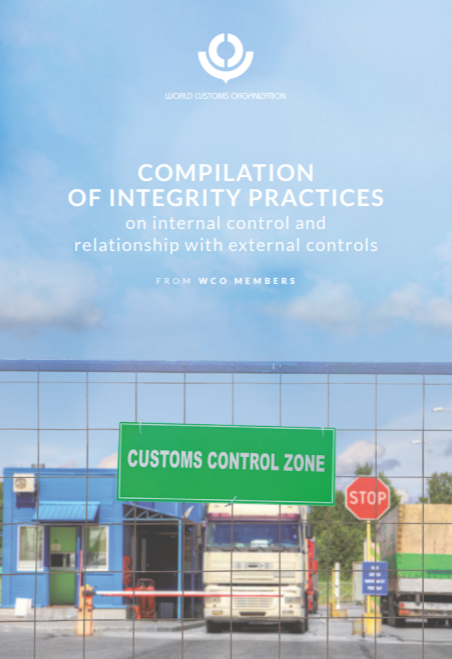 WORLD CUSTOMS ORGANIZATION
COMPILATION
OF INTEGRITY PRACTICES
on internal control and
relationship with external controls
FROM WCO MEMBERS
CUSTOMS CONTROL ZONE
STOP